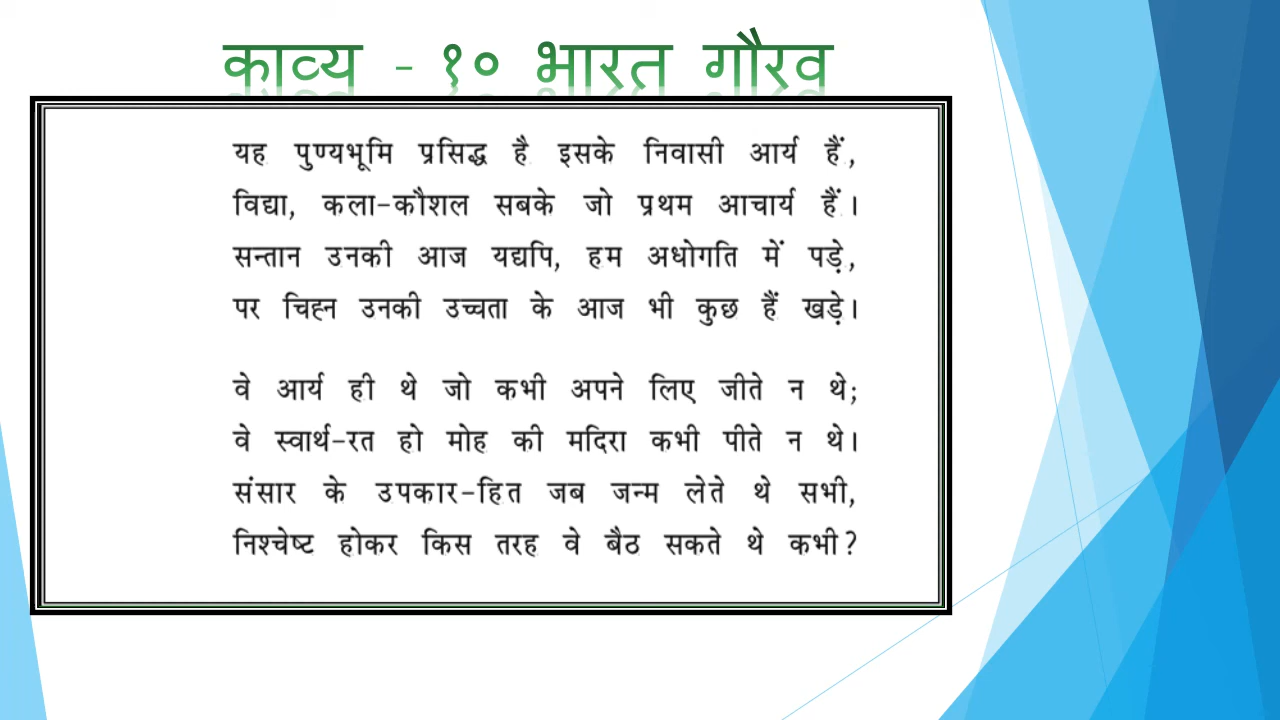 काव्य - १० भारत गौरव
यह पुण्यभूमि प्रसिद्ध है इसके निवासी आर्य हैं,
विद्या, कला-कौशल सबके जो प्रथम आचार्य हैं।
सन्तान उनकी आज यद्यपि, हम अधोगति में पड़े,
पर चिह्न उनकी उच्चता के आज भी कुछ हैं खड़े।
वे आर्य ही थे जो कभी अपने लिए जीते न थे;
वे स्वार्थ-रत हो मोह की मदिरा कभी पीते न थे।
संसार के उपकार-हित जब जन्म लेते थे सभी,
निश्चेष्ट होकर किस तरह वे बैठ सकते थे कभी?